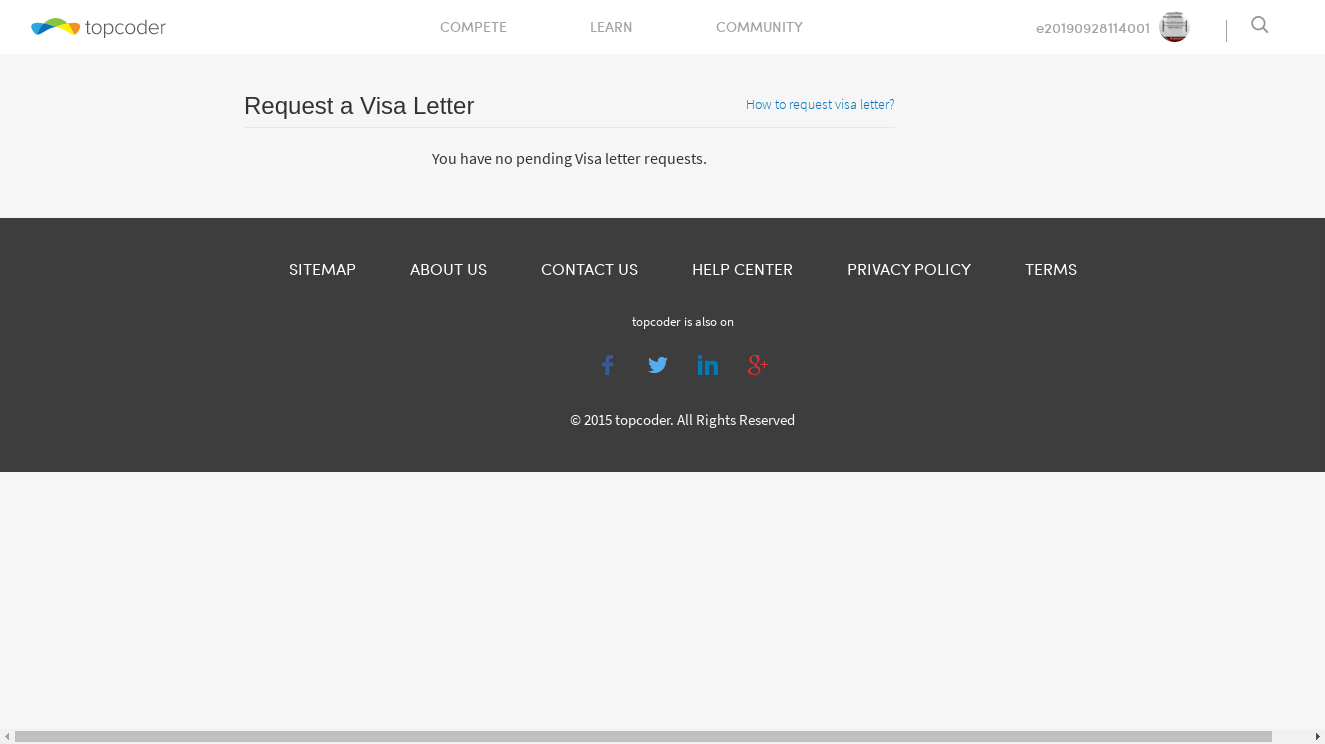 topcoder COMPETE LEARN COMMUNITY e20190928114001
Request a Visa Letter How to request visa letter?
You have no pending Visa letter requests.
SITEMAP ABOUT US CONTACT US HELP CENTER PRIVACY POLICY TERMS
topcoder is also on
© 2015 topcoder. All Rights Reserved